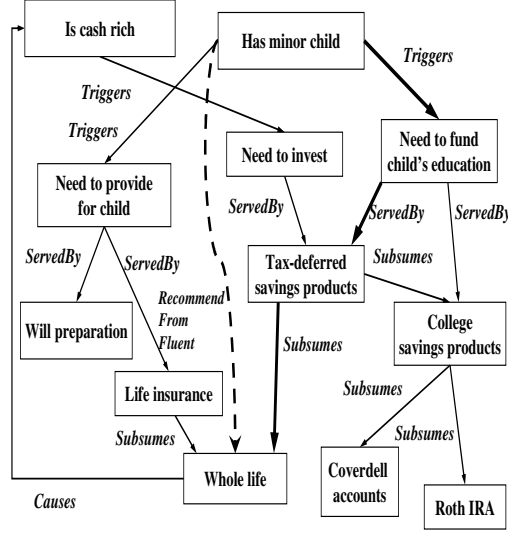 Is cash rich
Has minor child
Triggers
Triggers
Triggers
Need to invest
Need to fund
child's education
Need to provide
for child
ServedBy
ServedBy
ServedBy
ServedBy
ServedBy
Tax-deferred
savings products
Subsumes
Recommend
From
Fluent
Will preparation
College
savings products
Subsumes
Life insurance
Subsumes
Subsumes
Subsumes
Whole life
Coverdell
accounts
Roth IRA
Causes